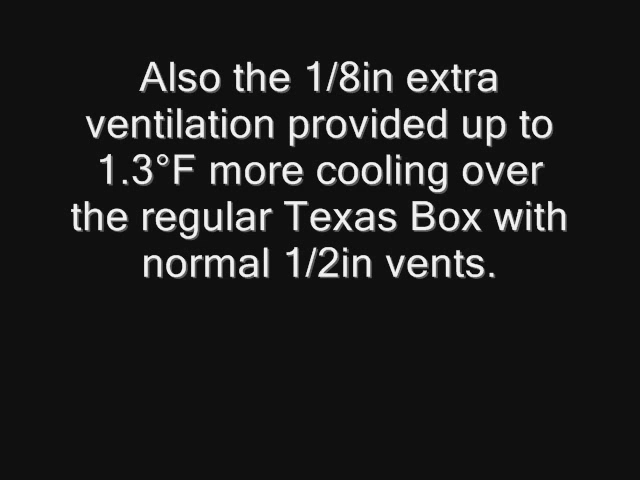 Also the 1/8in extra
ventilation provided up to
1.3°F more cooling over
the regular Texas Box with
normal 1/2in vents.